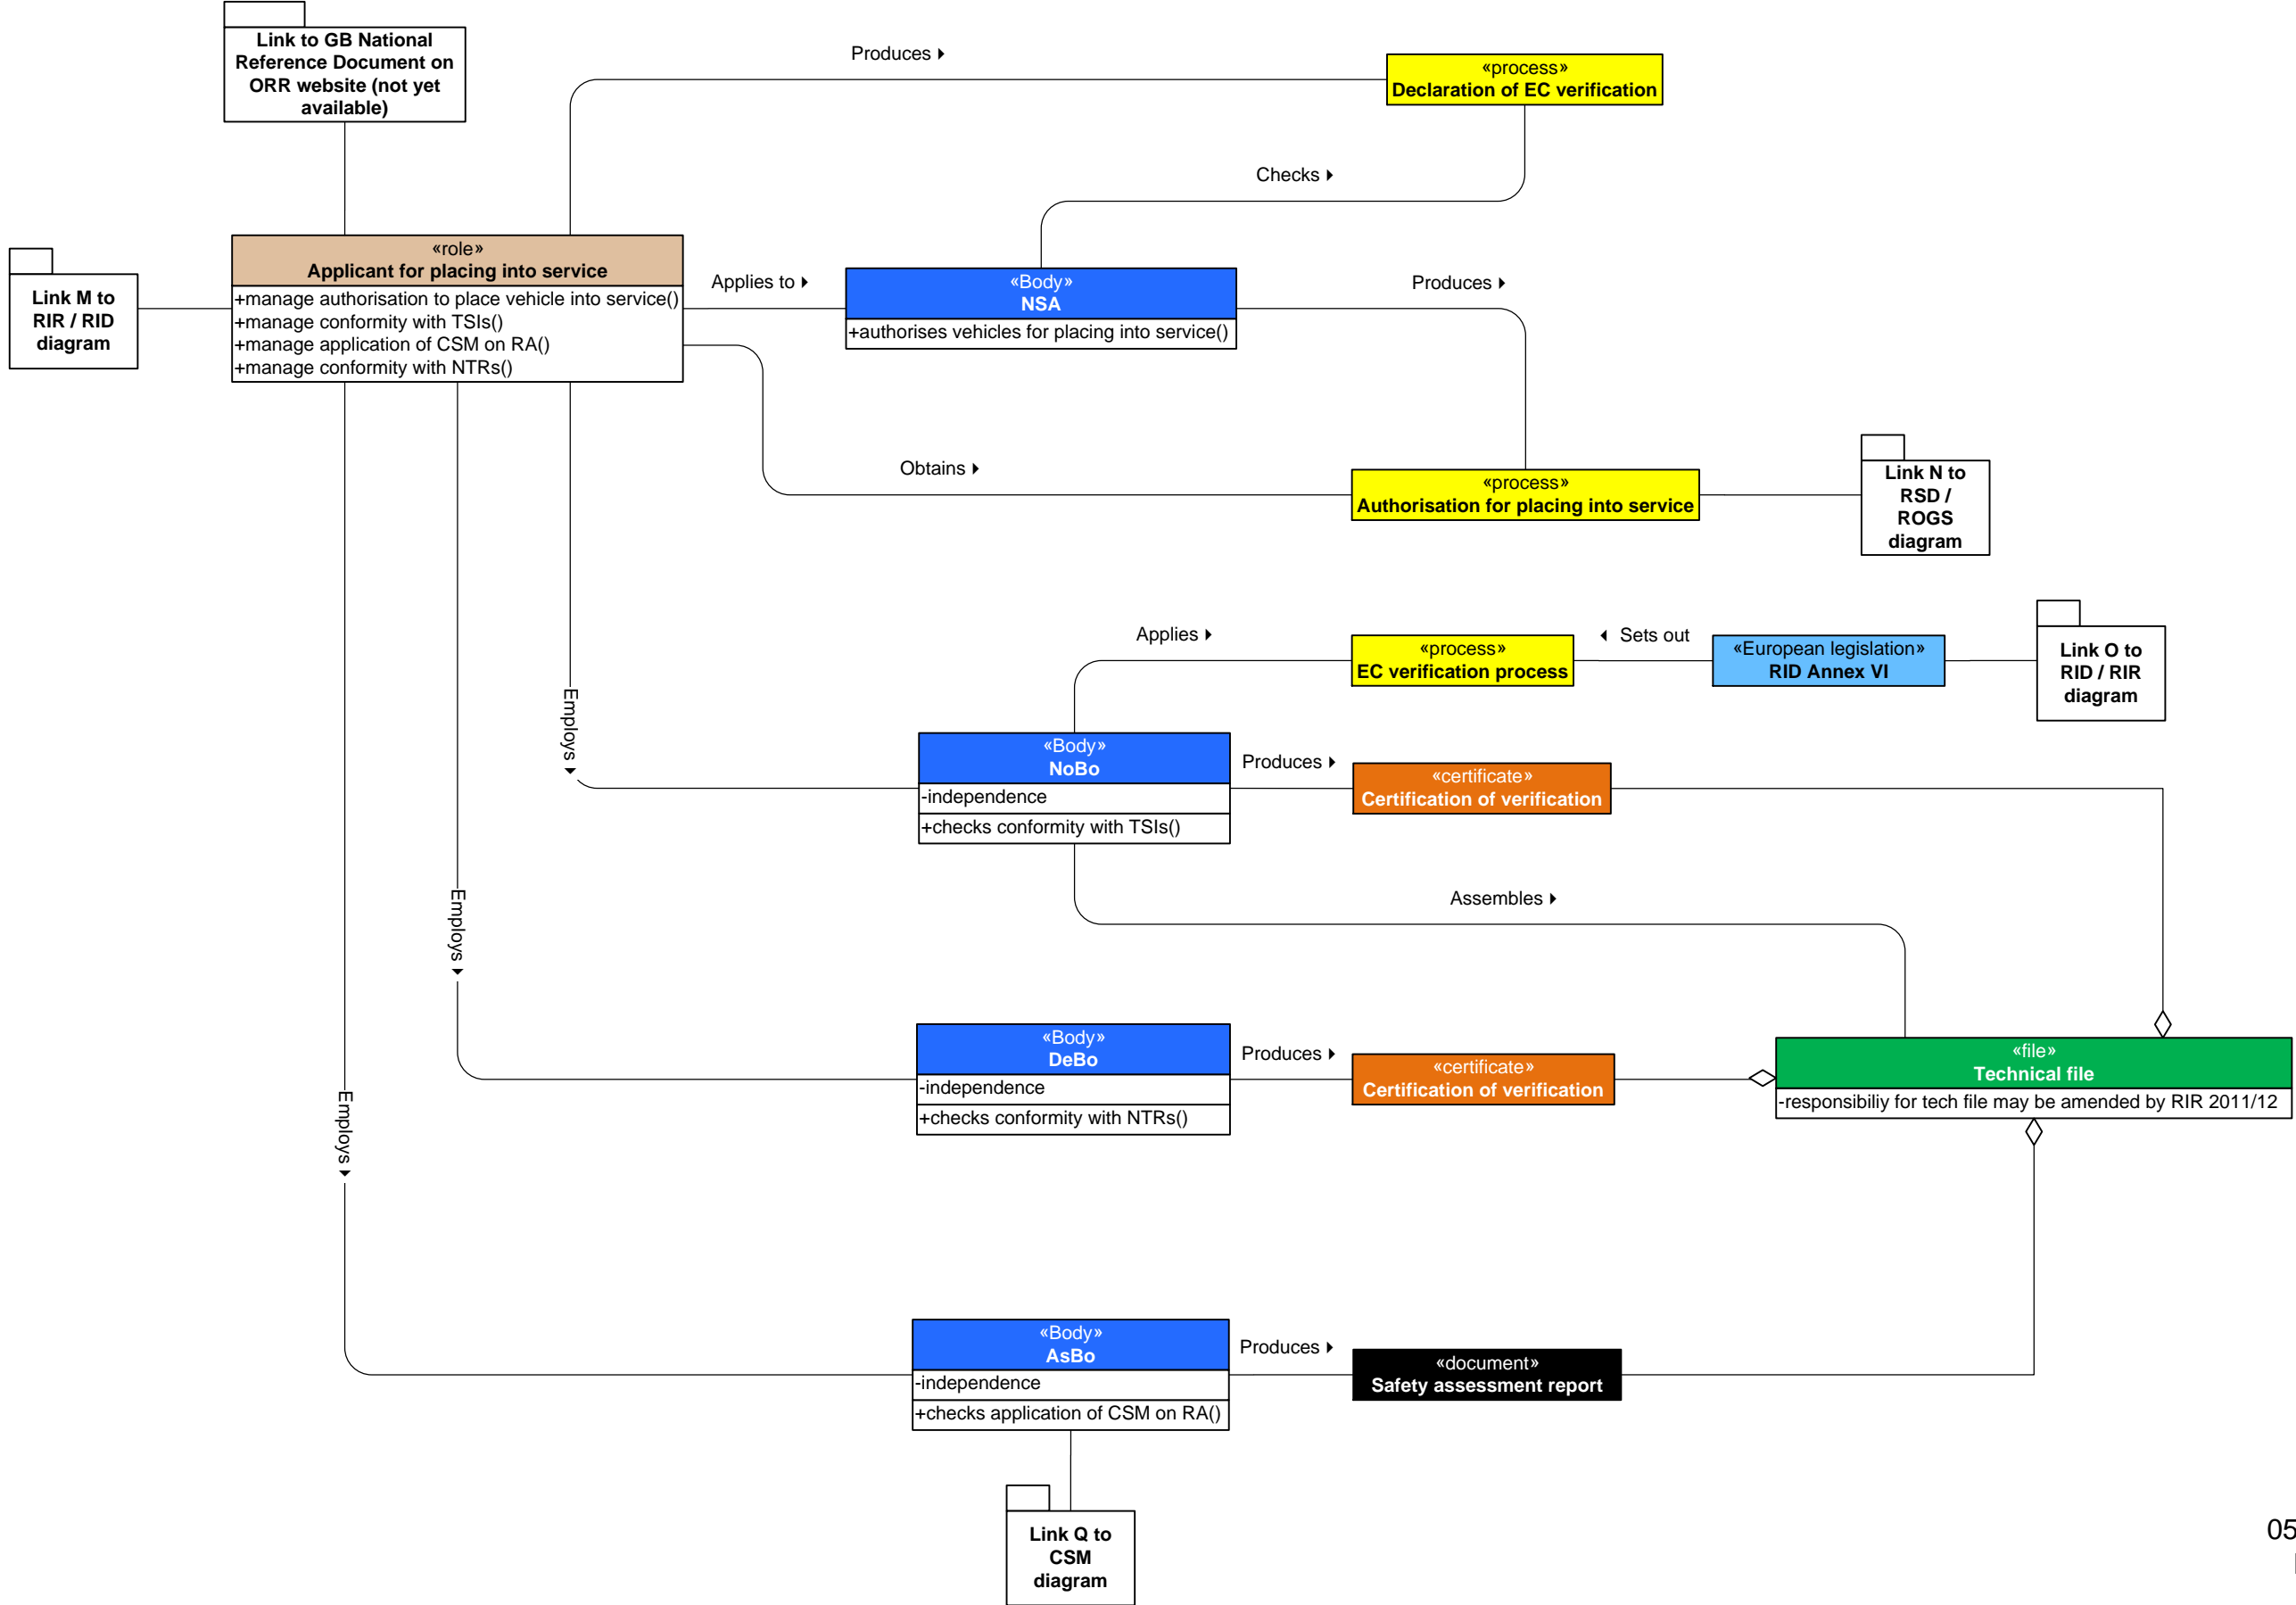 Link to GB National
Reference Document on
ORR website (not yet
available)
Produces
«process»
Declaration of EC verification
Checks
«role»
Applicant for placing into service
+manage authorisation to place vehicle into service()
+manage conformity with TSIs()
+manage application of CSM on RA()
+manage conformity with NTRs()
Link M to
RIR / RID
diagram
Applies to
«Body»
NSA
+authorises vehicles for placing into service()
Produces
Obtains
«process»
Authorisation for placing into service
Link N to
RSD /
ROGS
diagram
Applies
«process»
EC verification process
Sets out
«European legislation»
RID Annex VI
Link O to
RID / RIR
diagram
Employs
«Body»
NoBo
-independence
+checks conformity with TSIs()
Produces
«certificate»
Certification of verification
Assembles
Employs
«Body»
DeBo
-independence
+checks conformity with NTRs()
Produces
«certificate»
Certification of verification
«file»
Technical file
-responsibiliy for tech file may be amended by RIR 2011/12
Employs
«Body»
AsBo
-independence
+checks application of CSM on RA()
Produces
«document»
Safety assessment report
Link Q to
CSM
diagram
05